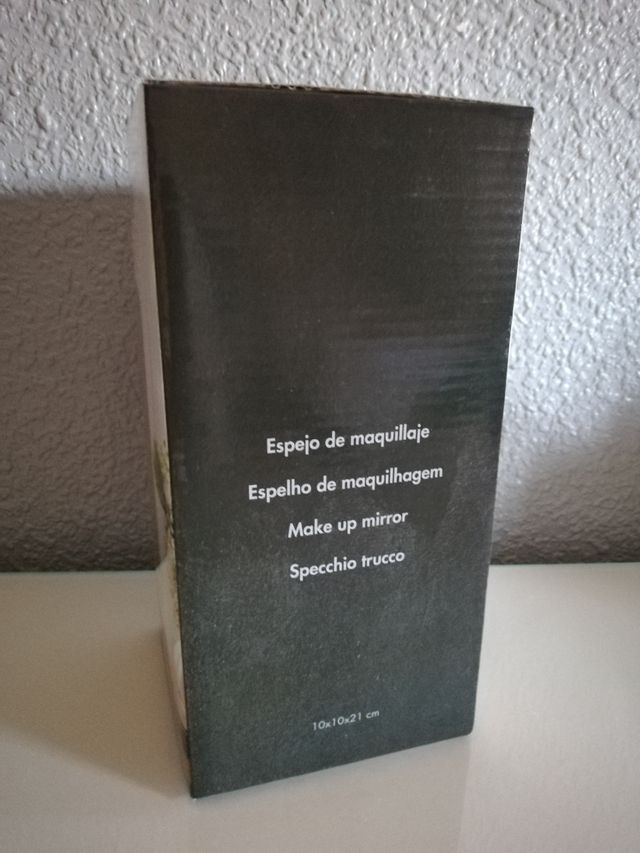 Espejo de maquillaje
Espelho de maquilhagem
Make up mirror
Specchio trucco
10x10x21 cm